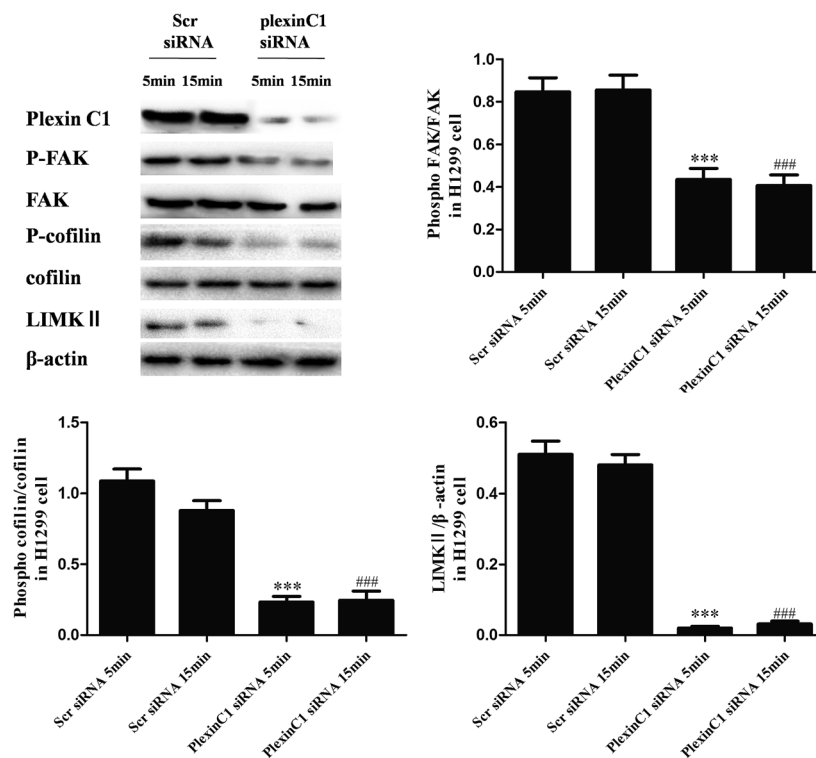 Scr
siRNA
plexinC1
siRNA
5min 15min 5min 15min
Plexin C1
P-FAK
FAK
P-cofilin
cofilin
LIMKⅡ
β-actin
Phospho FAK/FAK
in H1299 cell
1.0
0.8
0.6
0.4
0.2
0.0
***
###
Scr siRNA 5min
Scr siRNA 15min
PlexinC1 siRNA 5min
PlexinC1 siRNA 15min
Phospho cofilin/cofilin
in H1299 cell
1.5
1.0
0.5
0.0
***
###
Scr siRNA 5min
Scr siRNA 15min
PlexinC1 siRNA 5min
PlexinC1 siRNA 15min
LIMKⅡ/β -actin
in H1299 cell
0.6
0.4
0.2
0.0
***
###
Scr siRNA 5min
Scr siRNA 15min
PlexinC1 siRNA 5min
PlexinC1 siRNA 15min